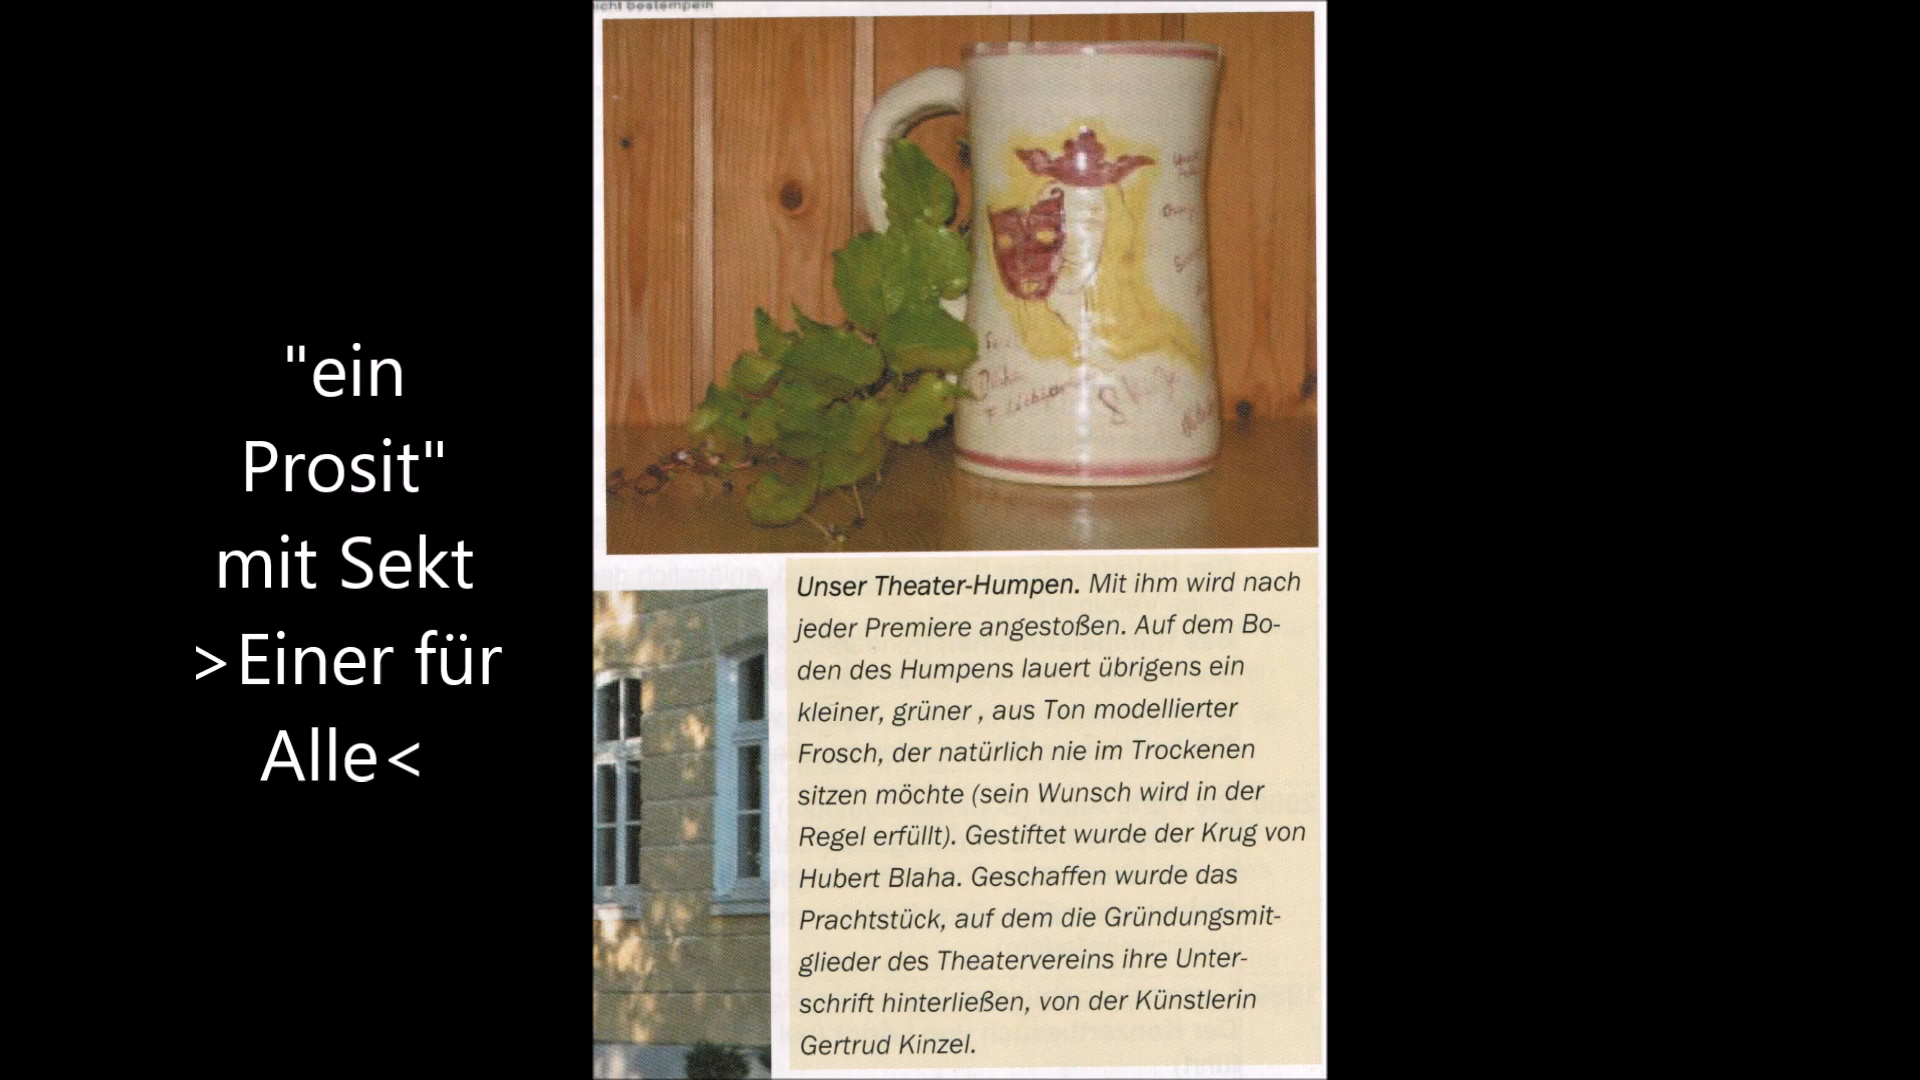 icht bestempeln
"ein
Prosit"
mit Sekt
>Einer für
Alle<
Unser Theater-Humpen. Mit ihm wird nach
jeder Premiere angestoßen. Auf dem Bo-
den des Humpens lauert übrigens ein
kleiner, grüner , aus Ton modellierter
Frosch, der natürlich nie im Trockenen
sitzen möchte (sein Wunsch wird in der
Regel erfüllt). Gestiftet wurde der Krug von
Hubert Blaha. Geschaffen wurde das
Prachtstück, auf dem die Gründungsmit-
glieder des Theatervereins ihre Unter-
schrift hinterließen, von der Künstlerin
Gertrud Kinzel.